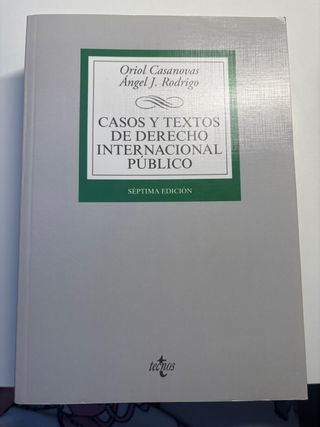 Oriol Casanovas
Ángel J. Rodrigo
CASOS Y TEXTOS
DE DERECHO
INTERNACIONAL
PÚBLICO
SÉPTIMA EDICIÓN
tecnos